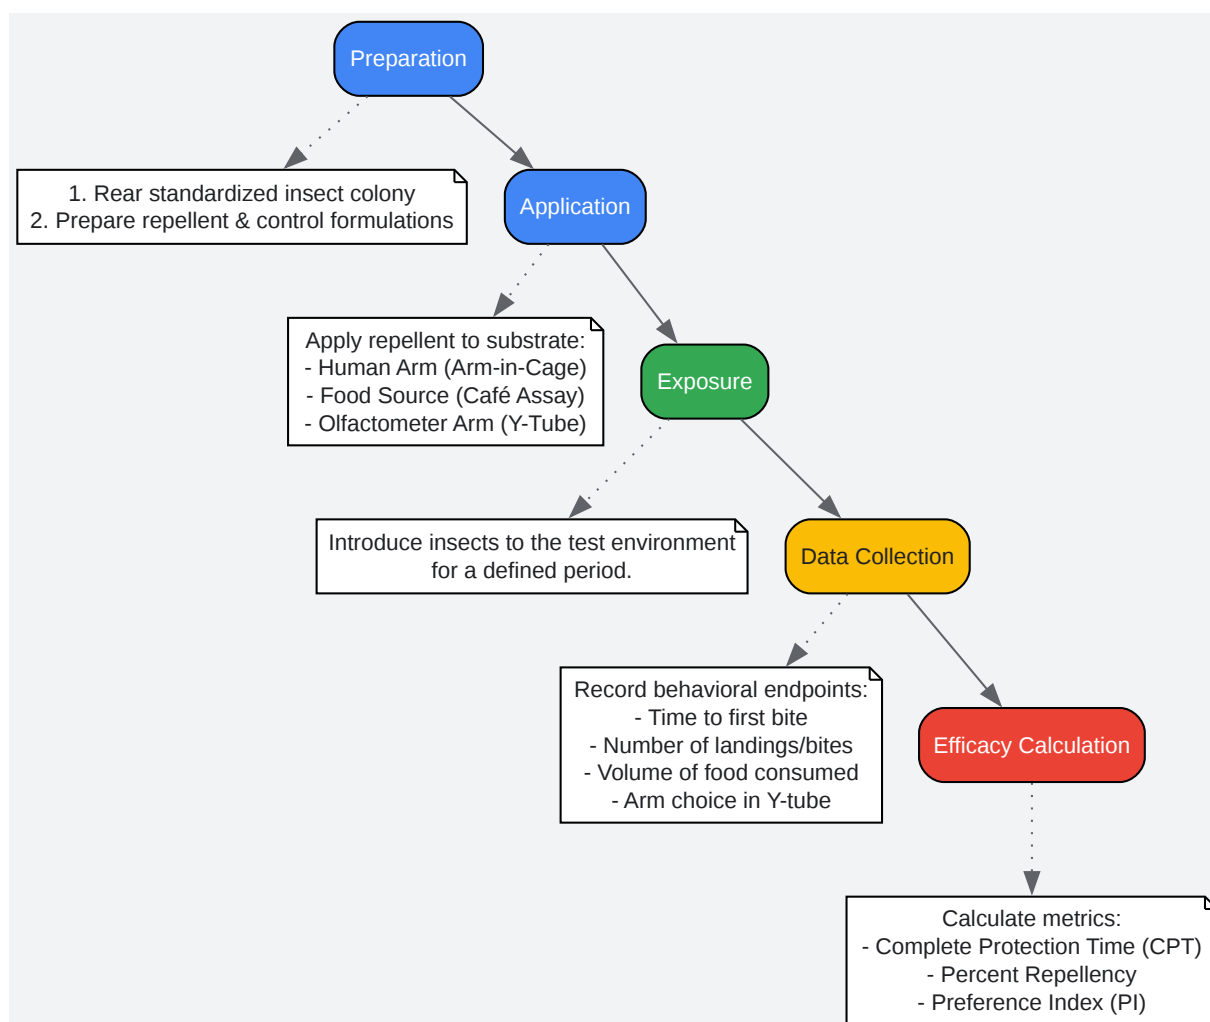 Preparation
1. Rear standardized insect colony
2. Prepare repellent & control formulations
Application
Apply repellent to substrate:
- Human Arm (Arm-in-Cage)
- Food Source (Café Assay)
- Olfactometer Arm (Y-Tube)
Exposure
Introduce insects to the test environment
for a defined period.
Data Collection
Record behavioral endpoints:
- Time to first bite
- Number of landings/bites
- Volume of food consumed
- Arm choice in Y-tube
Efficacy Calculation
Calculate metrics:
- Complete Protection Time (CPT)
- Percent Repellency
- Preference Index (PI)